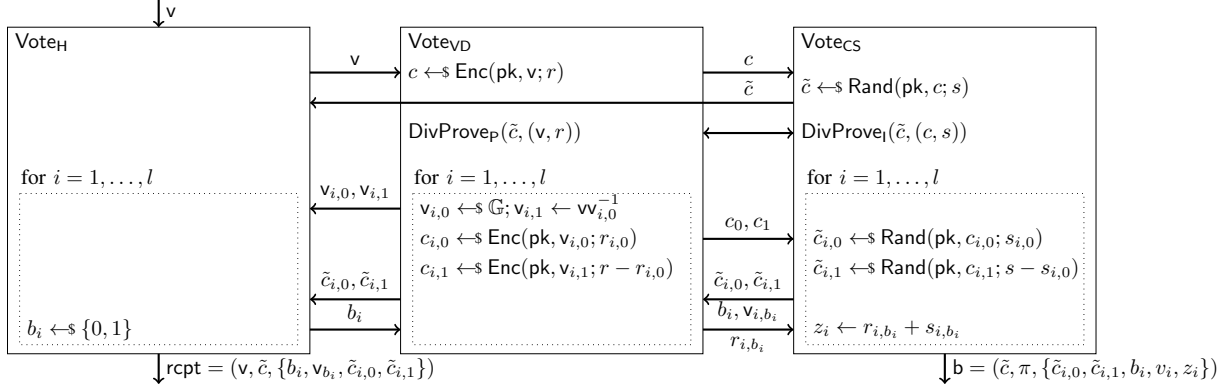 v
Vote_H
Vote_VD
Vote_CS
v
c ←$ Enc(pk, v; r)
c
c̃ ←$ Rand(pk, c; s)
c̃
DivProve_P(c̃, (v, r))
DivProve_I(c̃, (c, s))
for i = 1, . . . , l
for i = 1, . . . , l
for i = 1, . . . , l
v_{i,0}, v_{i,1}
v_{i,0} ←$ 𝔾; v_{i,1} ← vv_{i,0}^{-1}
c_{i,0} ←$ Enc(pk, v_{i,0}; r_{i,0})
c_0, c_1
c̃_{i,0} ←$ Rand(pk, c_{i,0}; s_{i,0})
c_{i,1} ←$ Enc(pk, v_{i,1}; r − r_{i,0})
c̃_{i,1} ←$ Rand(pk, c_{i,1}; s − s_{i,0})
c̃_{i,0}, c̃_{i,1}
c̃_{i,0}, c̃_{i,1}
b_i ←$ {0, 1}
b_i
b_i, v_{i,b_i}
r_{i,b_i}
z_i ← r_{i,b_i} + s_{i,b_i}
rcpt = (v, c̃, {b_i, v_{b_i}, c̃_{i,0}, c̃_{i,1}})
b = (c̃, π, {c̃_{i,0}, c̃_{i,1}, b_i, v_i, z_i})